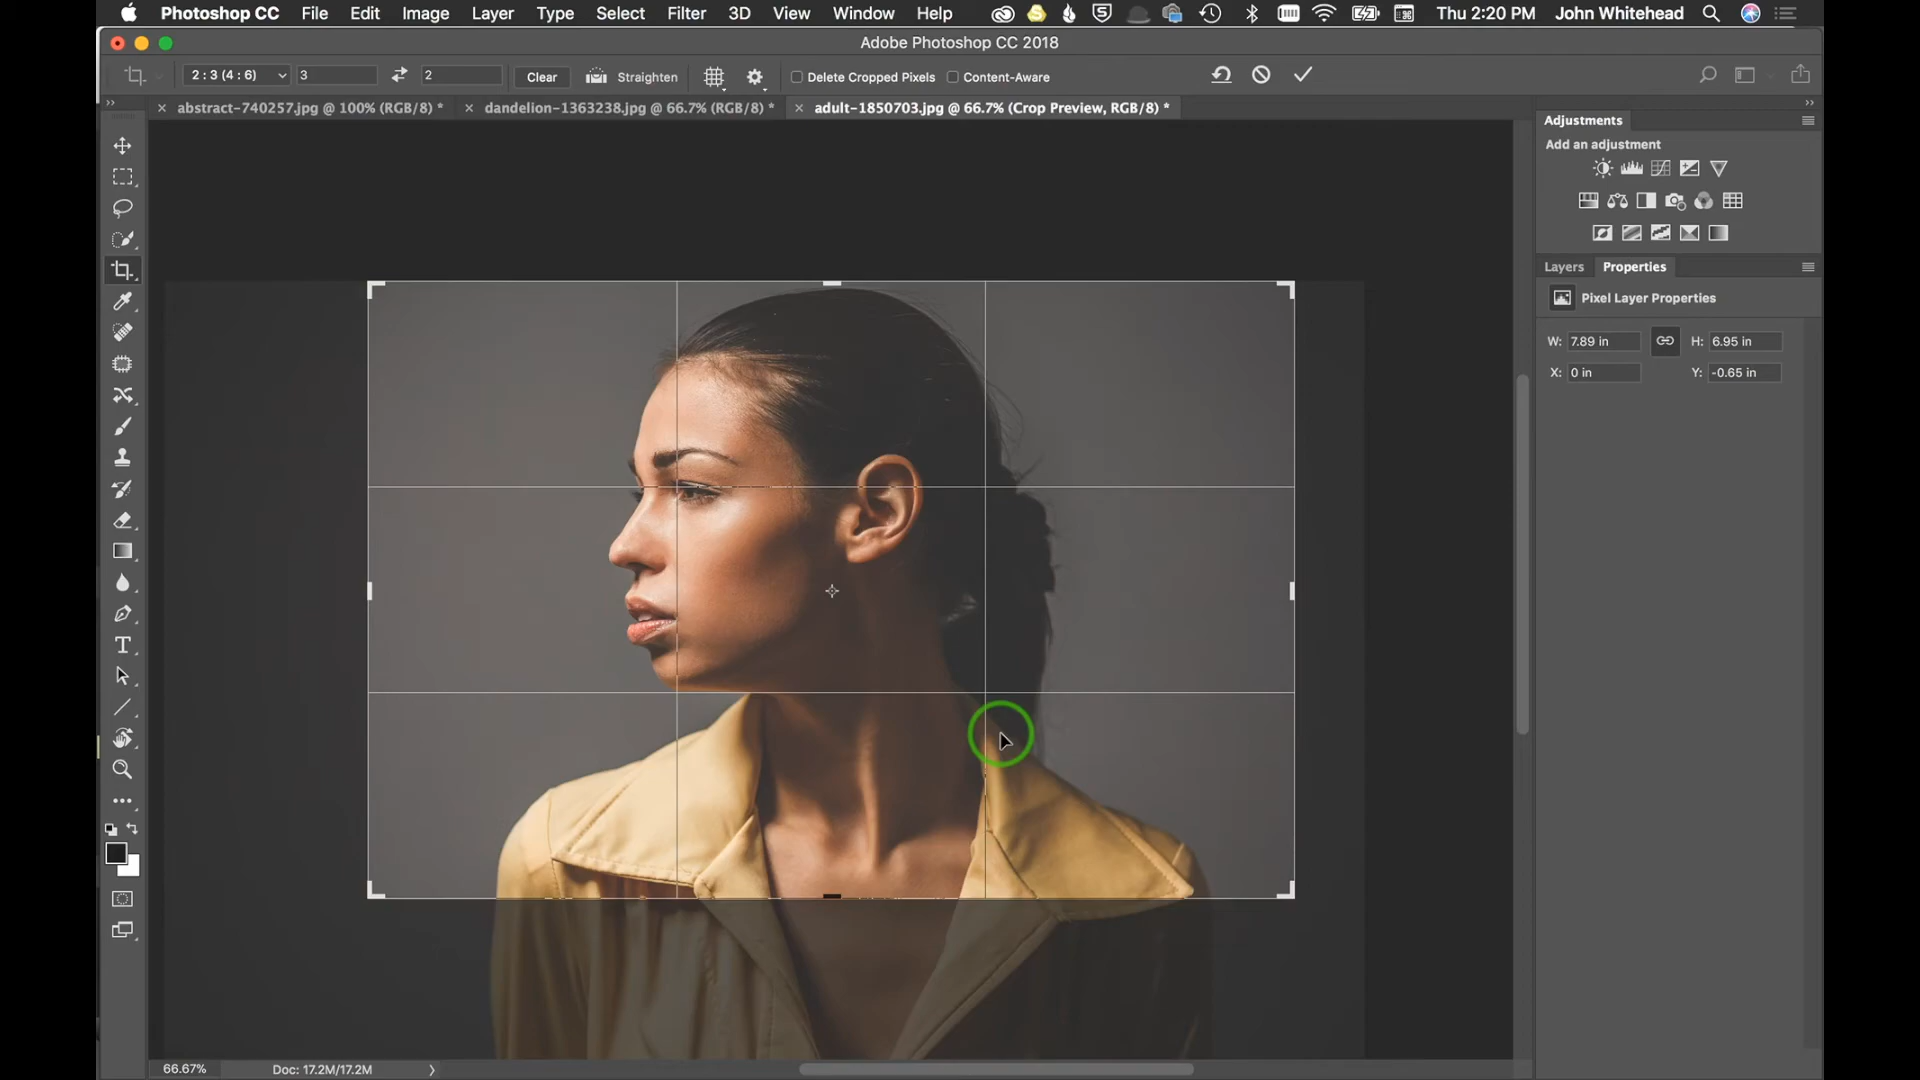 Photoshop CC File Edit Image Layer Type Select Filter 3D View Window Help Thu 2:20 PM John Whitehead
Adobe Photoshop CC 2018
2 : 3 (4 : 6) 3 2 Clear Straighten Delete Cropped Pixels Content-Aware
abstract-740257.jpg @ 100% (RGB/8) * dandelion-1363238.jpg @ 66.7% (RGB/8) * adult-1850703.jpg @ 66.7% (Crop Preview, RGB/8) *
Adjustments
Add an adjustment
Layers Properties
Pixel Layer Properties
W: 7.89 in H: 6.95 in
X: 0 in Y: -0.65 in
66.67% Doc: 17.2M/17.2M